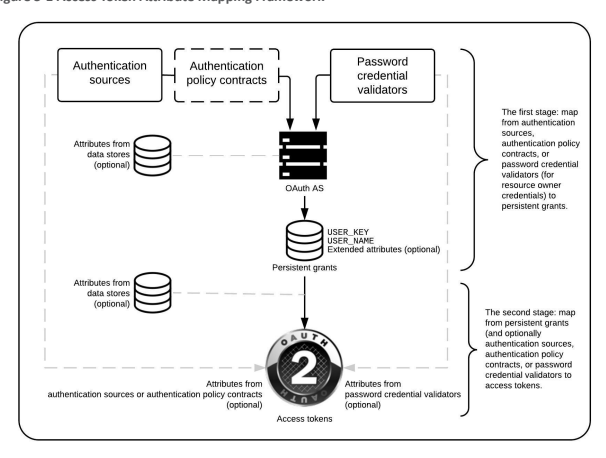 Figure 3-2 Access Token Attribute Mapping Framework
Authentication
sources
Authentication
policy contracts
Password
credential
validators
Attributes from
data stores
(optional)
OAuth AS
The first stage: map
from authentication
sources,
authentication policy
contracts, or
password credential
validators (for
resource owner
credentials) to
persistent grants.
USER_KEY
USER_NAME
Extended attributes (optional)
Persistent grants
Attributes from
data stores
(optional)
The second stage: map
from persistent grants
(and optionally
authentication sources,
authentication policy
contracts, or password
credential validators to
access tokens.
OAUTH
2
OAUTH
Attributes from
authentication sources or authentication policy contracts
(optional)
Attributes from
password credential validators
(optional)
Access tokens